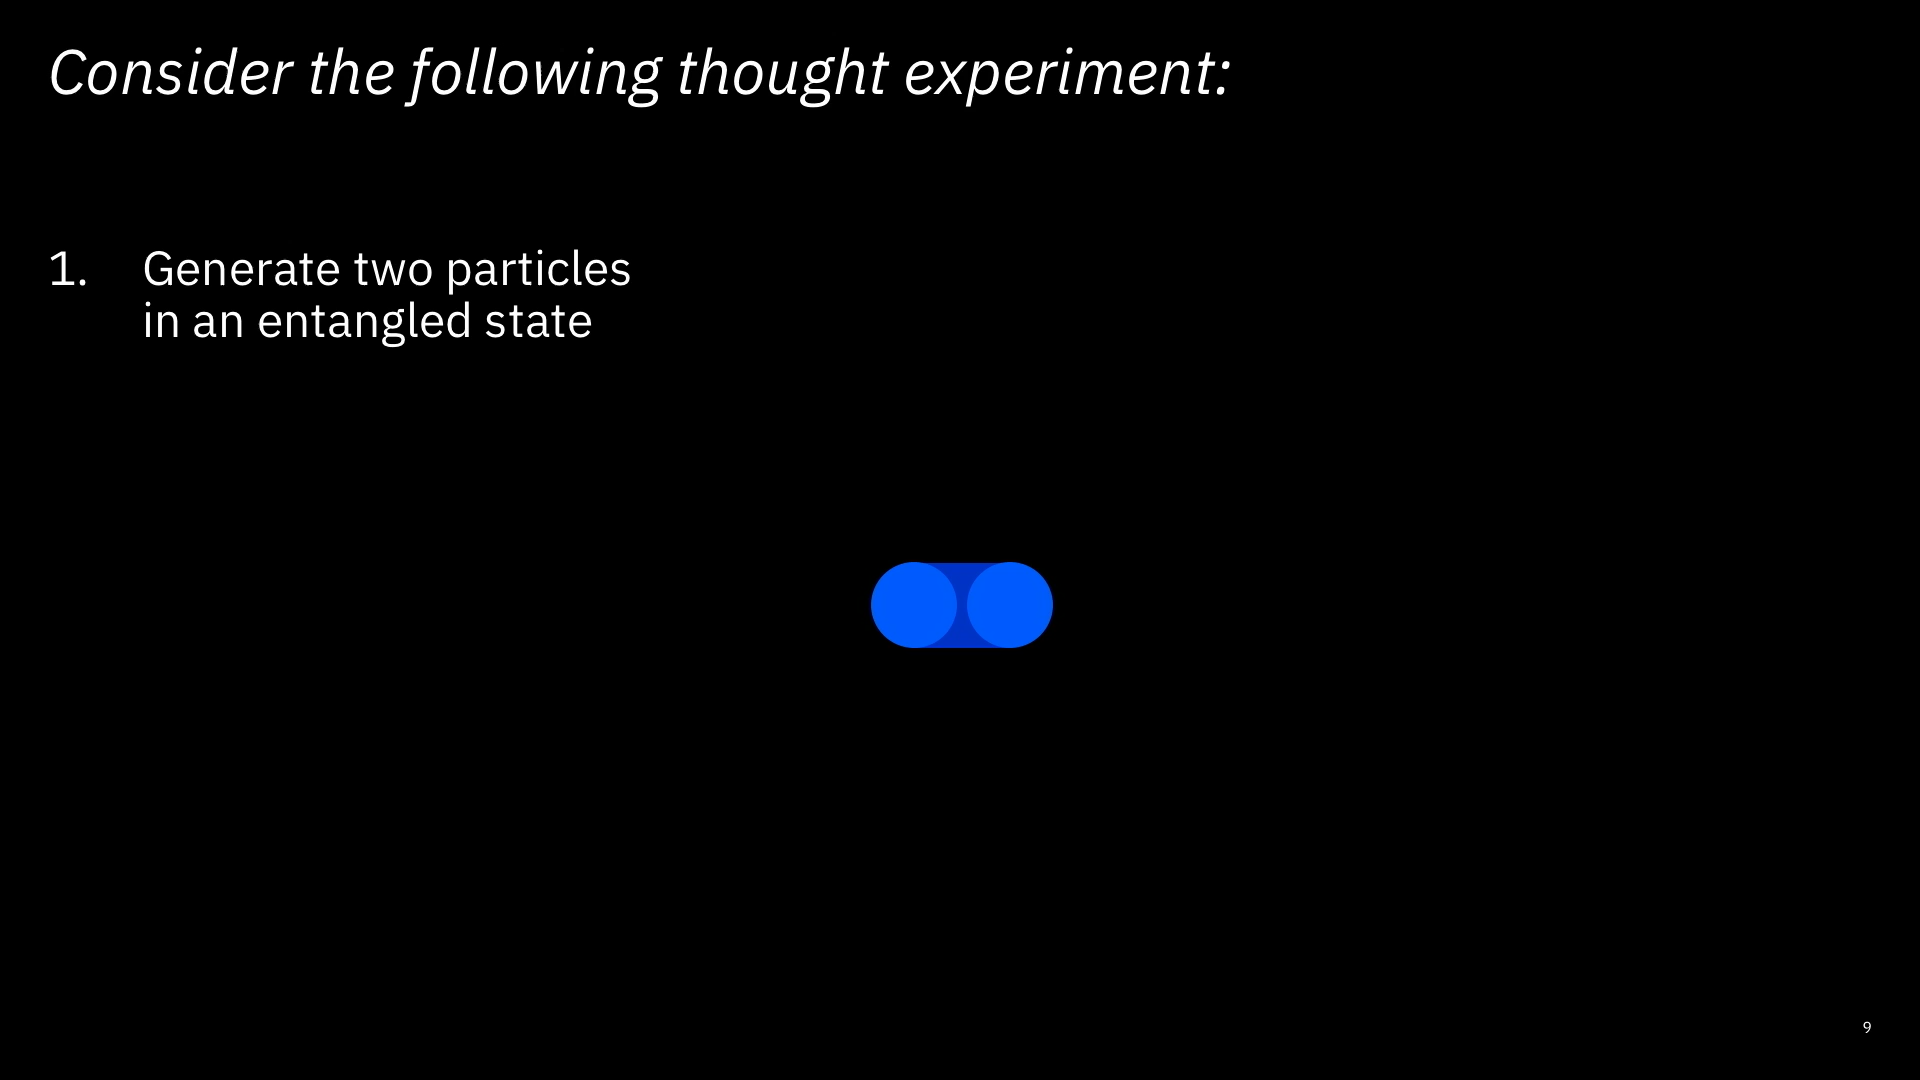 Consider the following thought experiment:
1. Generate two particles
in an entangled state
9